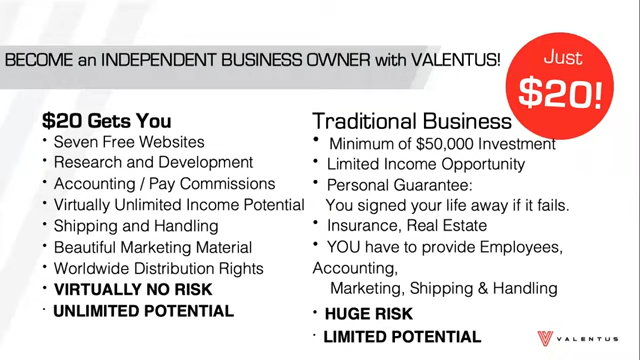 BECOME an INDEPENDENT BUSINESS OWNER with VALENTUS!
Just
$20!
$20 Gets You
· Seven Free Websites
· Research and Development
· Accounting / Pay Commissions
· Virtually Unlimited Income Potential
· Shipping and Handling
· Beautiful Marketing Material
· Worldwide Distribution Rights
· VIRTUALLY NO RISK
· UNLIMITED POTENTIAL
Traditional Business
• Minimum of $50,000 Investment
• Limited Income Opportunity
• Personal Guarantee:
You signed your life away if it fails.
• Insurance, Real Estate
• YOU have to provide Employees,
Accounting,
Marketing, Shipping & Handling
• HUGE RISK
· LIMITED POTENTIAL
VALENTUS